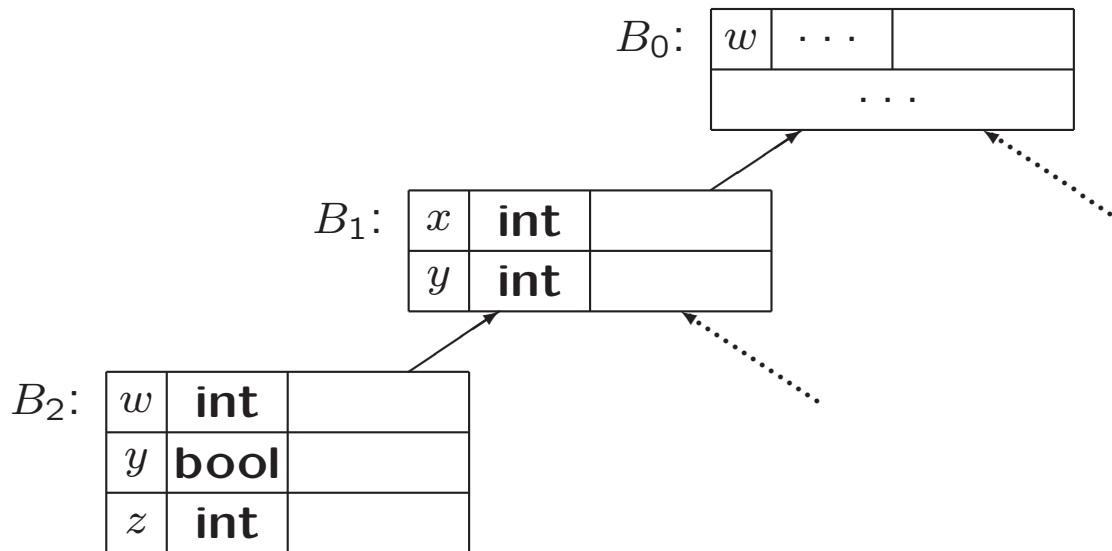 B₀: w · · ·
· · ·
B₁: x int
y int
B₂: w int
y bool
z int